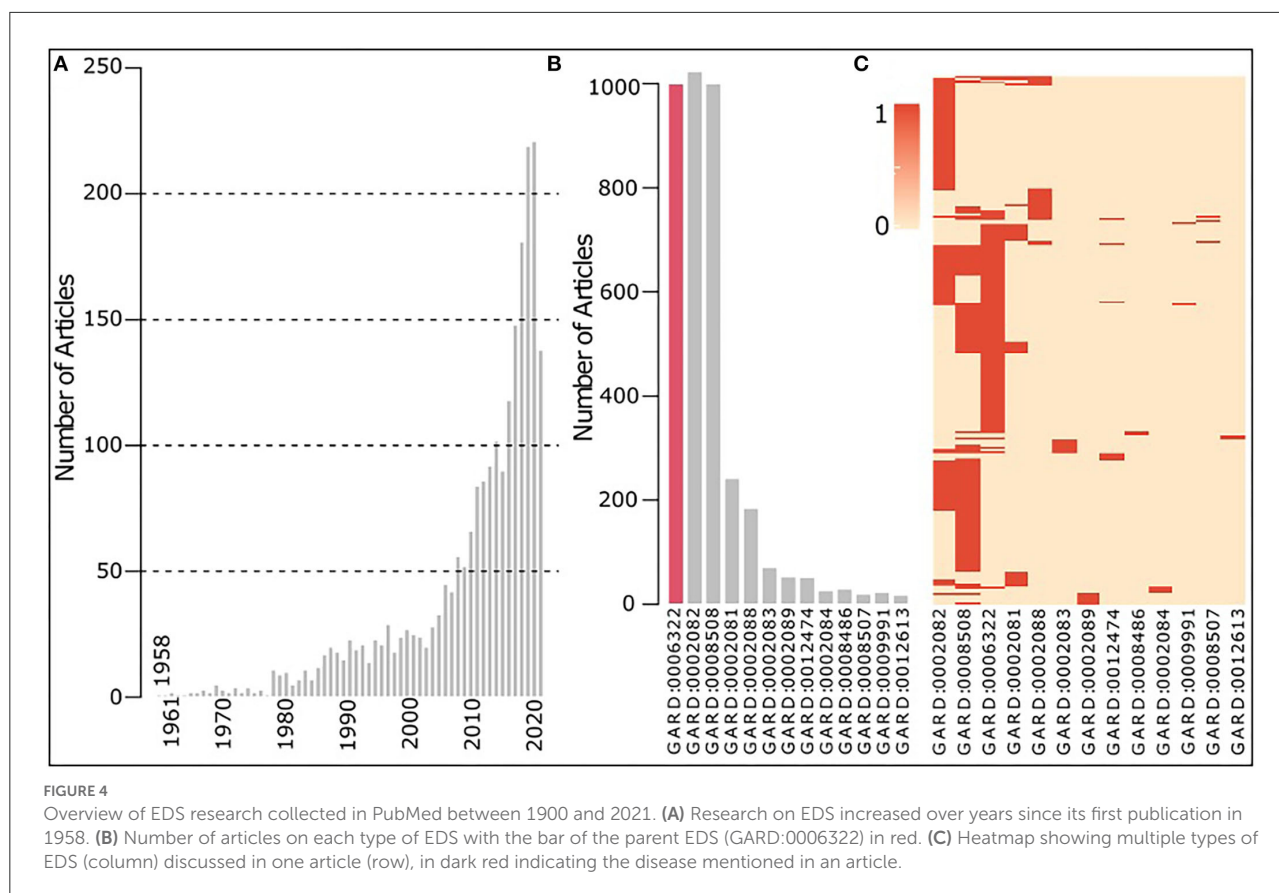 A
B
C
250
200
150
100
50
0
Number of Articles
1958
1961
1970
1980
1990
2000
2010
2020
1000
800
600
400
200
0
Number of Articles
GARD:0006322
GARD:0002082
GARD:0008508
GARD:0002081
GARD:0002088
GARD:0002083
GARD:0002089
GARD:0012474
GARD:0002084
GARD:0008486
GARD:0008507
GARD:0009991
GARD:0012613
1
0
GARD:0002082
GARD:0008508
GARD:0006322
GARD:0002081
GARD:0002088
GARD:0002083
GARD:0002089
GARD:0012474
GARD:0008486
GARD:0002084
GARD:0009991
GARD:0008507
GARD:0012613
FIGURE 4
Overview of EDS research collected in PubMed between 1900 and 2021. (A) Research on EDS increased over years since its first publication in
1958. (B) Number of articles on each type of EDS with the bar of the parent EDS (GARD:0006322) in red. (C) Heatmap showing multiple types of
EDS (column) discussed in one article (row), in dark red indicating the disease mentioned in an article.